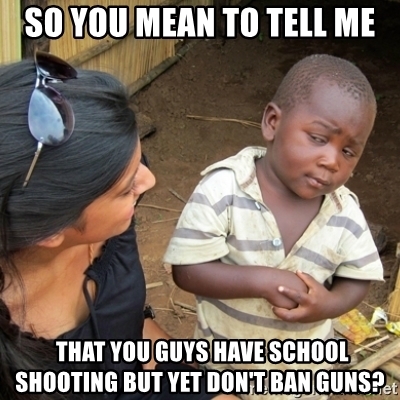 SO YOU MEAN TO TELL ME
THAT YOU GUYS HAVE SCHOOL
SHOOTING BUT YET DON'T BAN GUNS?